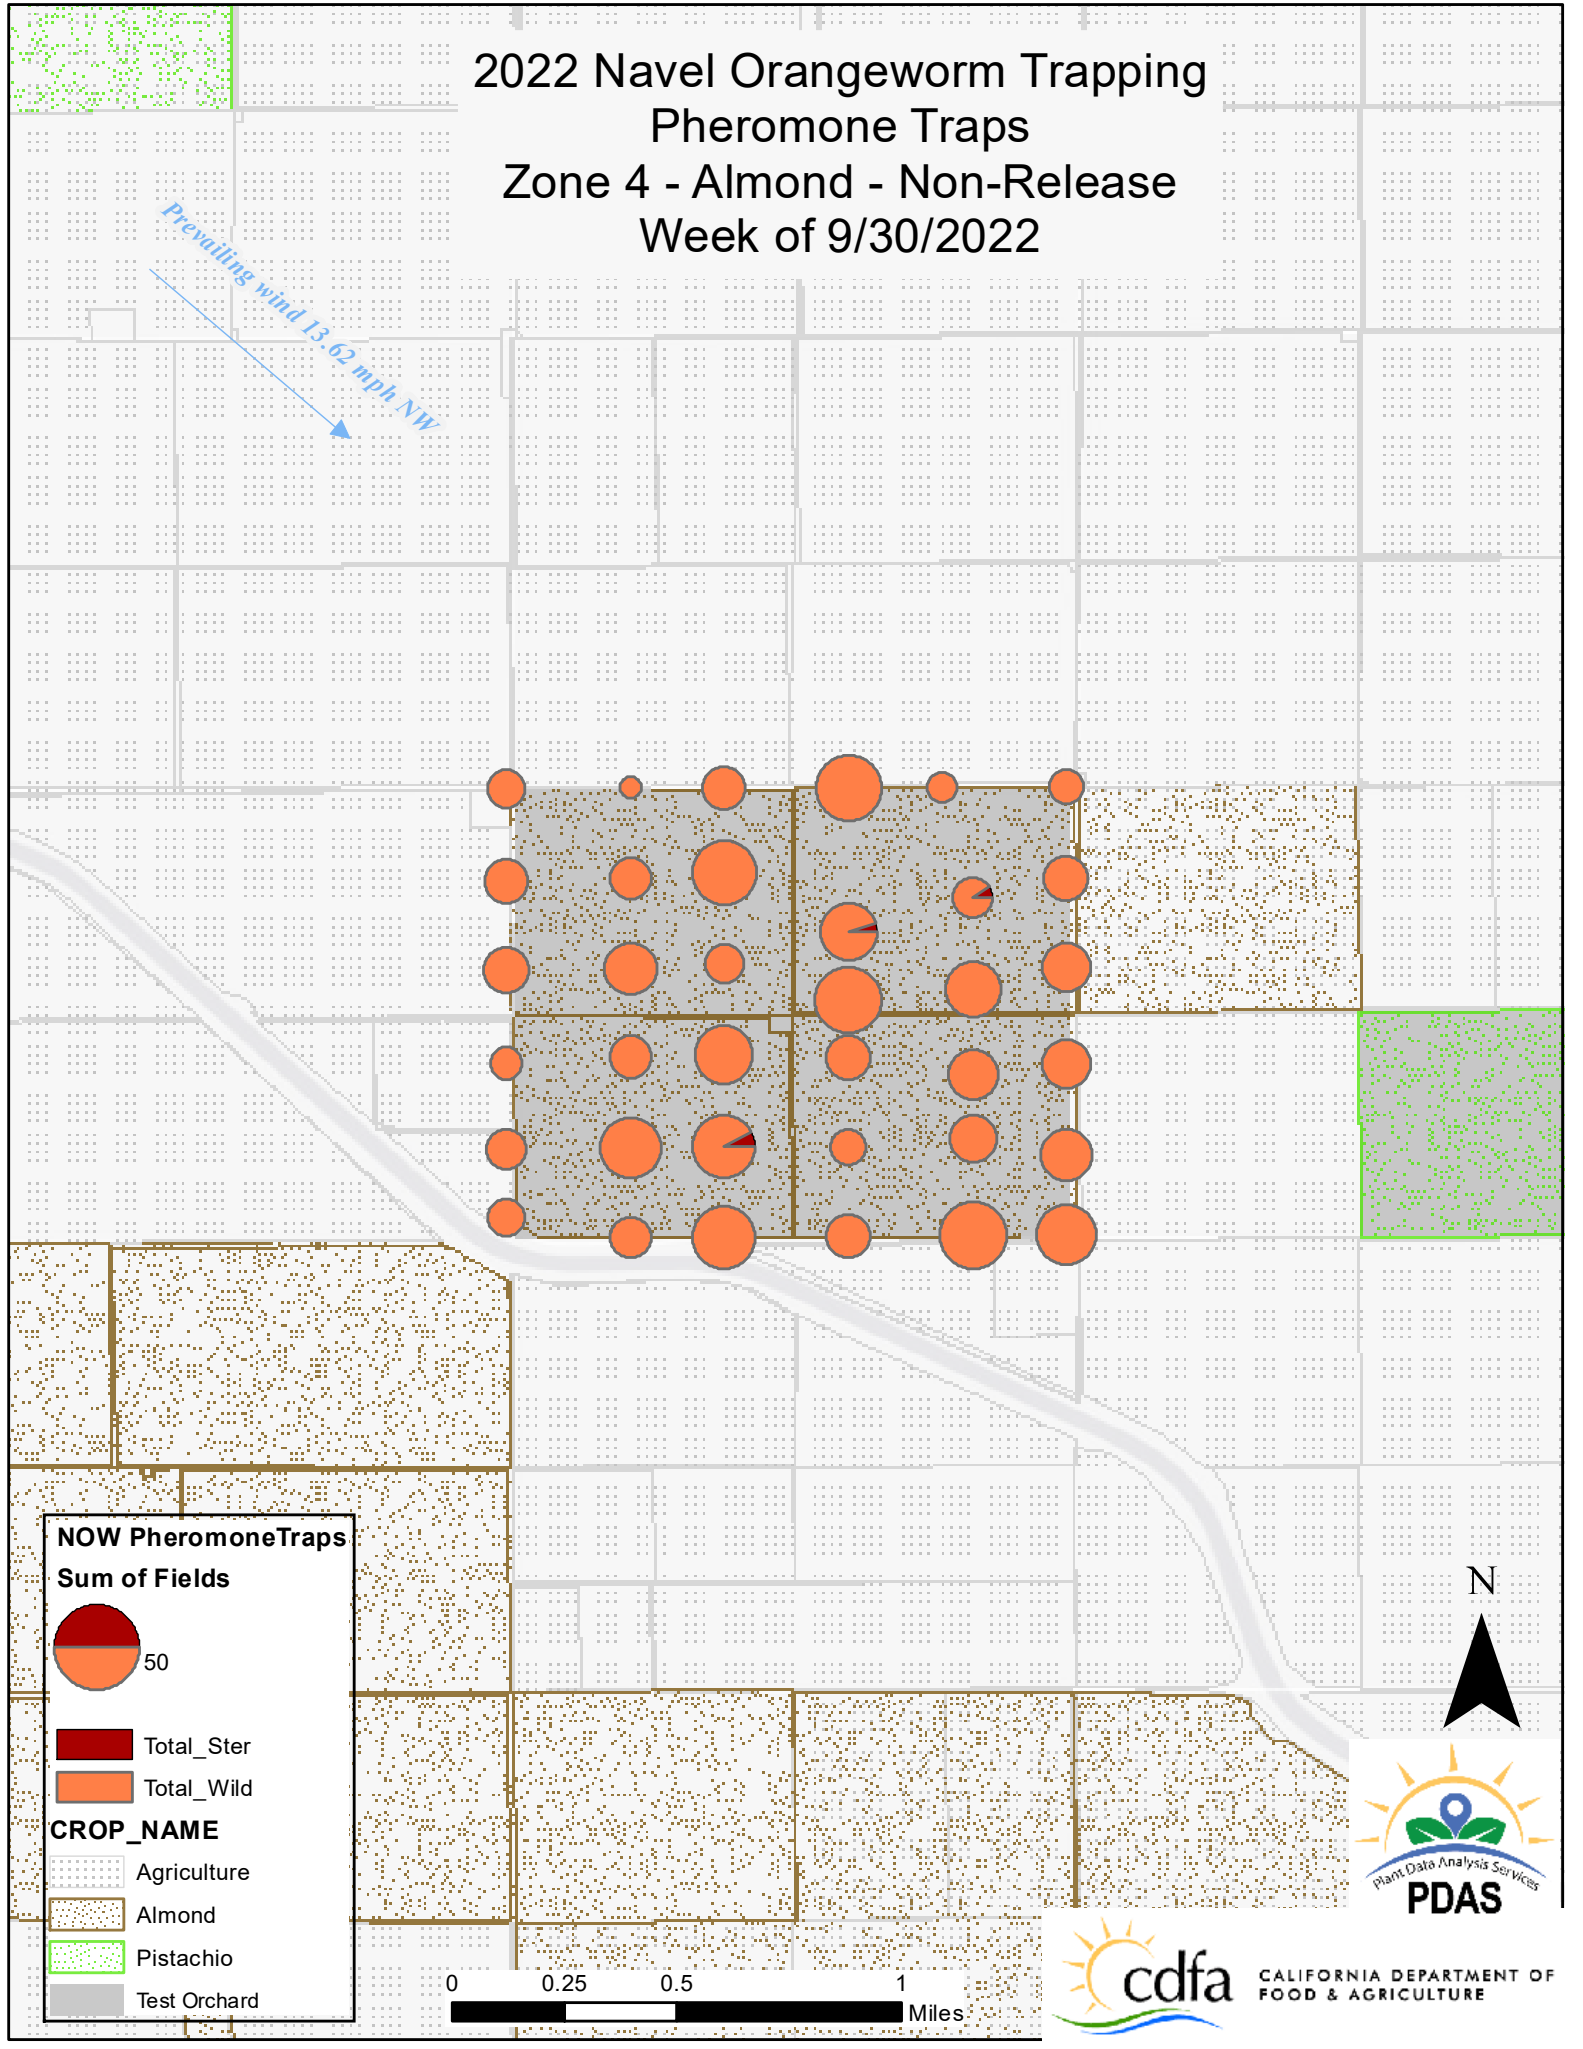 2022 Navel Orangeworm Trapping
Pheromone Traps
Zone 4 - Almond - Non-Release
Week of 9/30/2022
Prevailing wind 13.62 mph NW
NOW PheromoneTraps
Sum of Fields
50
Total_Ster
Total_Wild
CROP_NAME
Agriculture
Almond
Pistachio
Test Orchard
0 0.25 0.5 1
Miles
N
Plant Data Analysis Services
PDAS
cdfa
CALIFORNIA DEPARTMENT OF
FOOD & AGRICULTURE